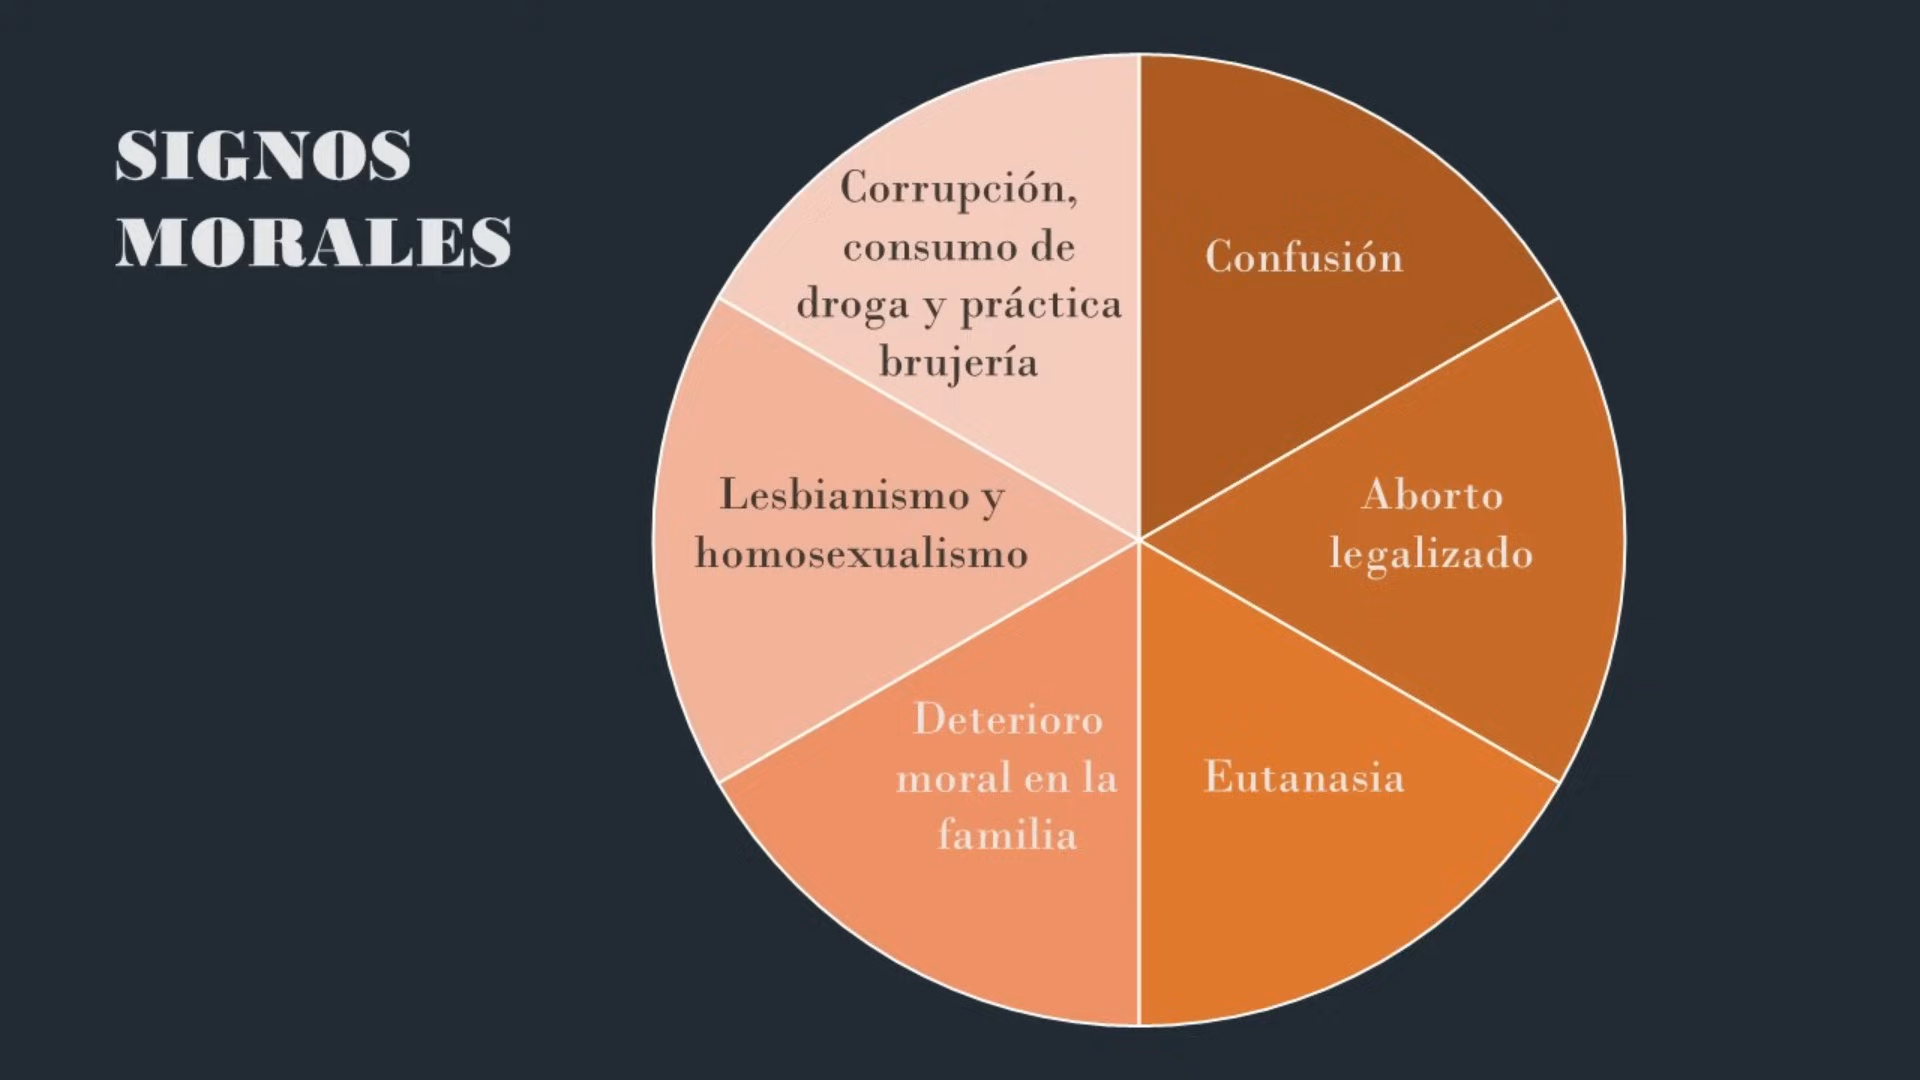 SIGNOS
MORALES
Corrupción,
consumo de
droga y práctica
brujería
Confusión
Lesbianismo y
homosexualismo
Aborto
legalizado
Deterioro
moral en la
familia
Eutanasia